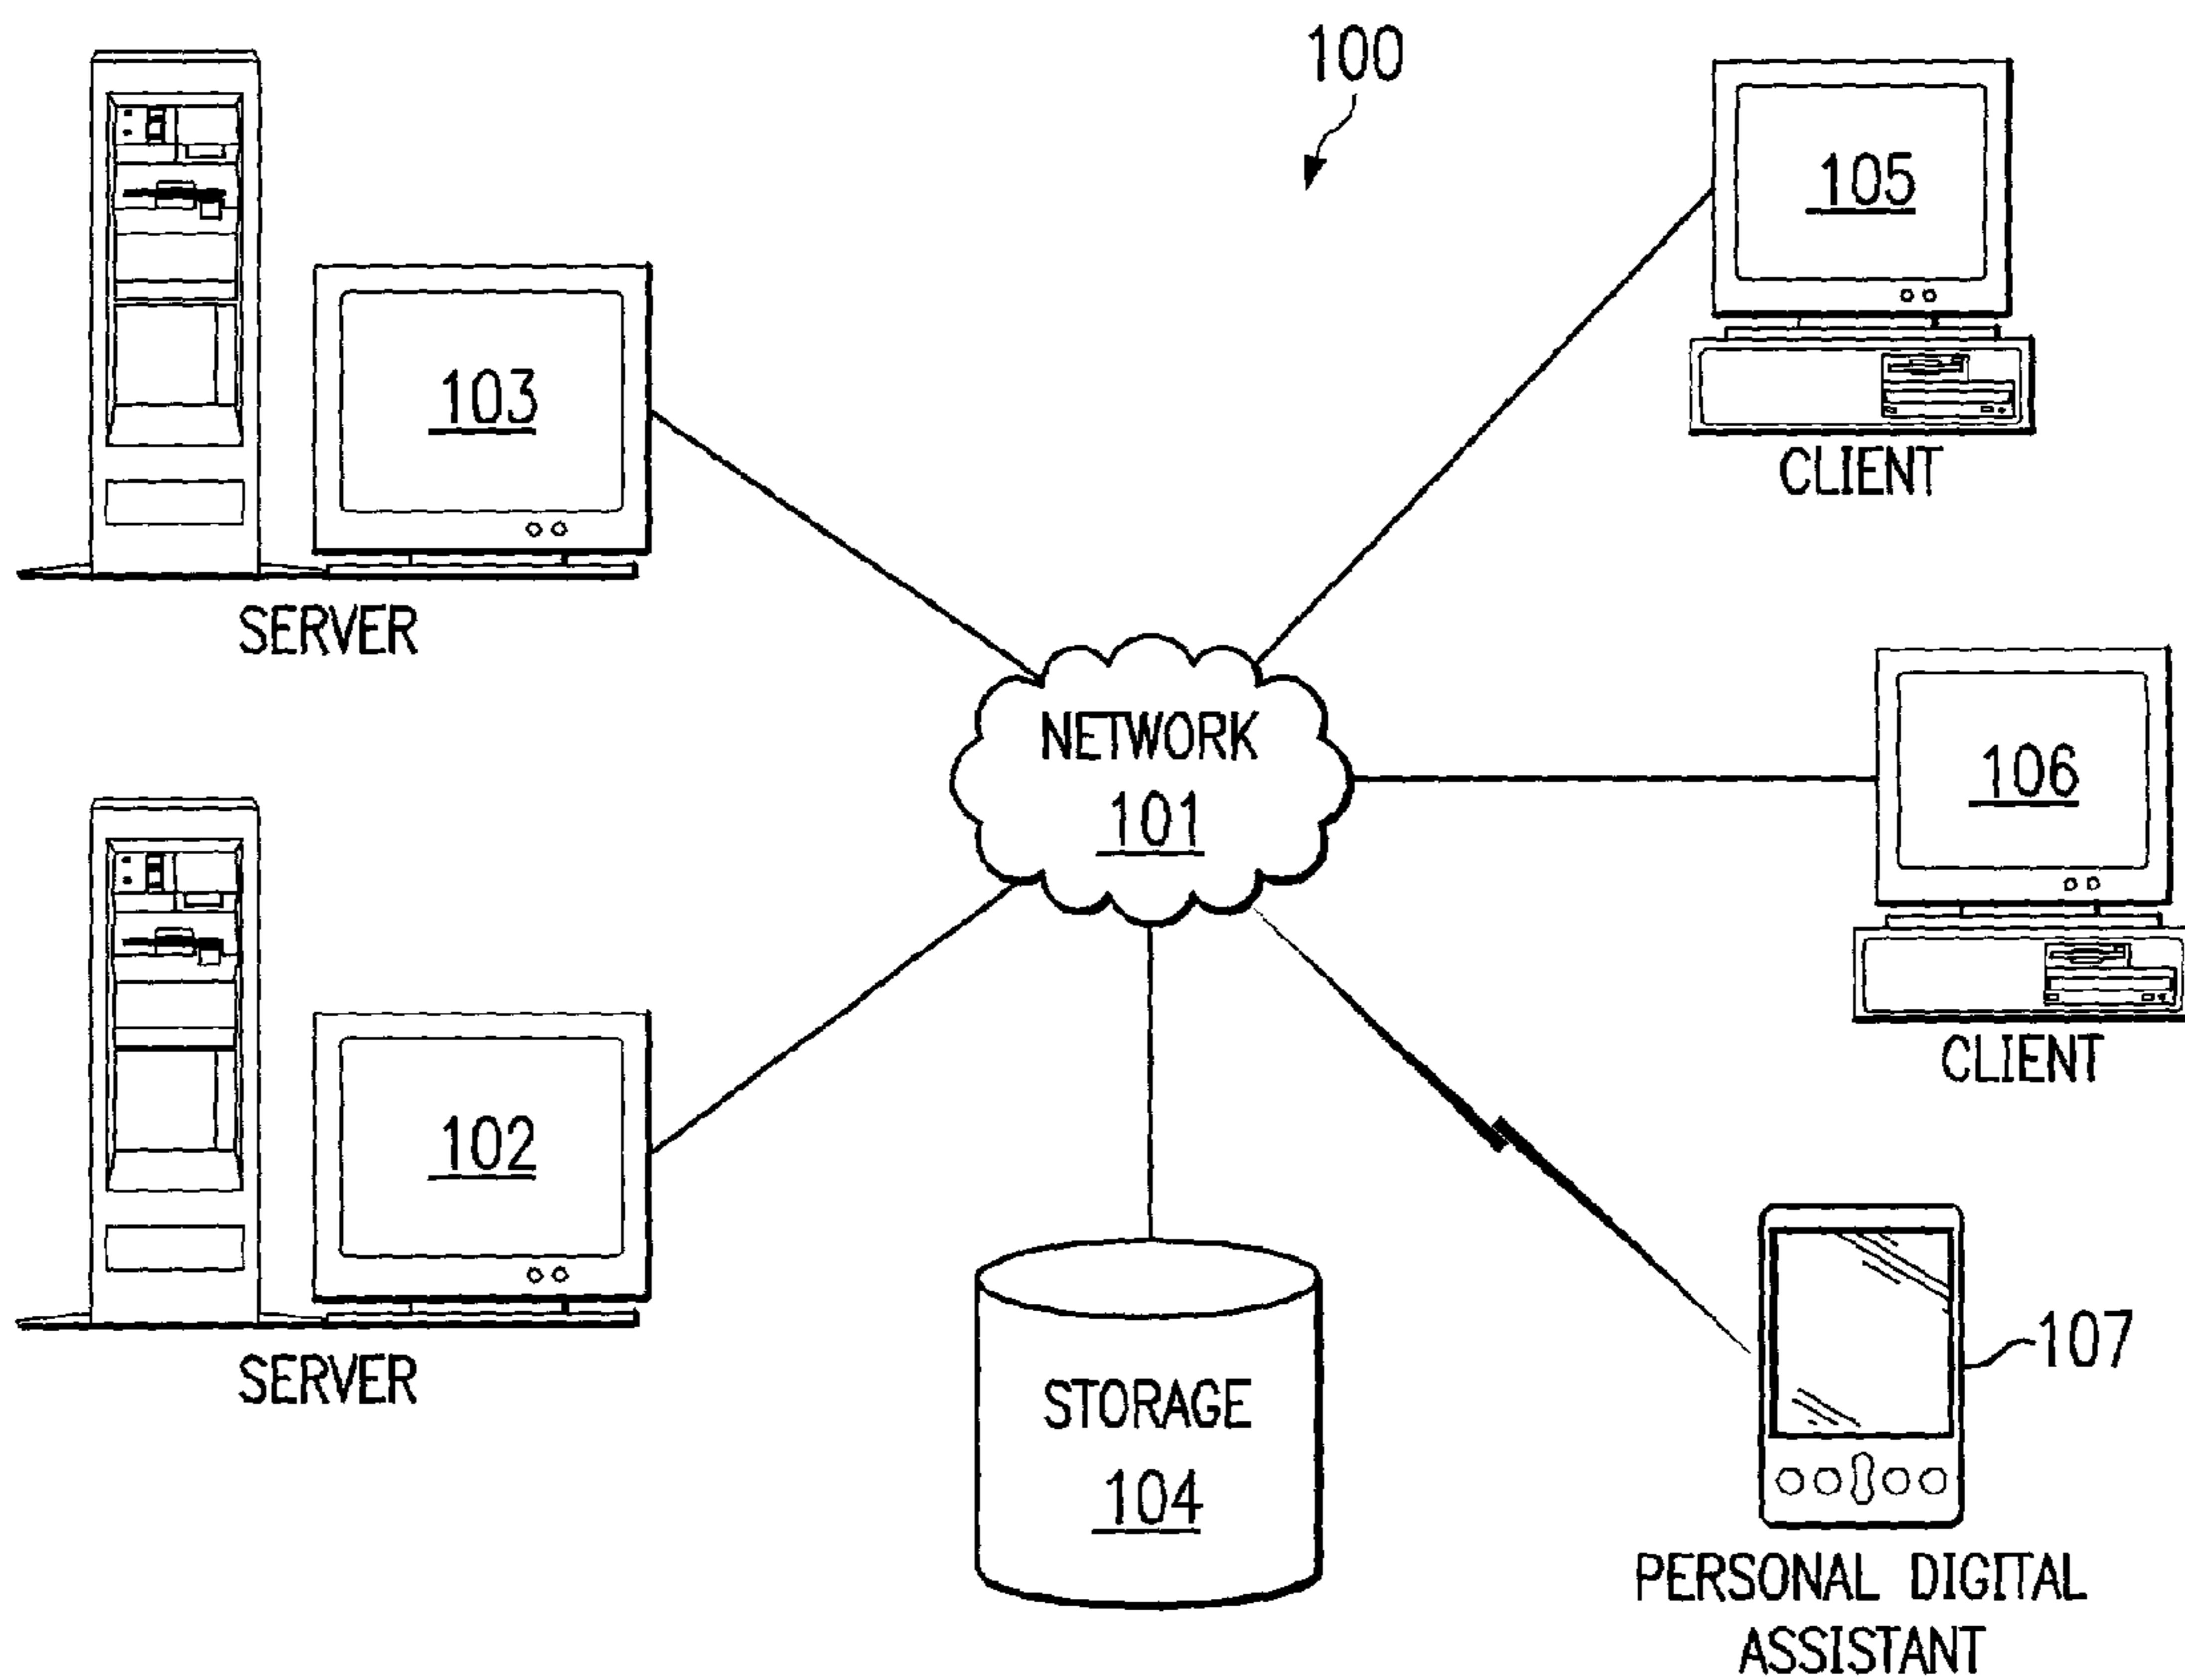 100
105
CLIENT
103
SERVER
NETWORK
101
106
CLIENT
102
SERVER
STORAGE
104
107
PERSONAL DIGITAL
ASSISTANT